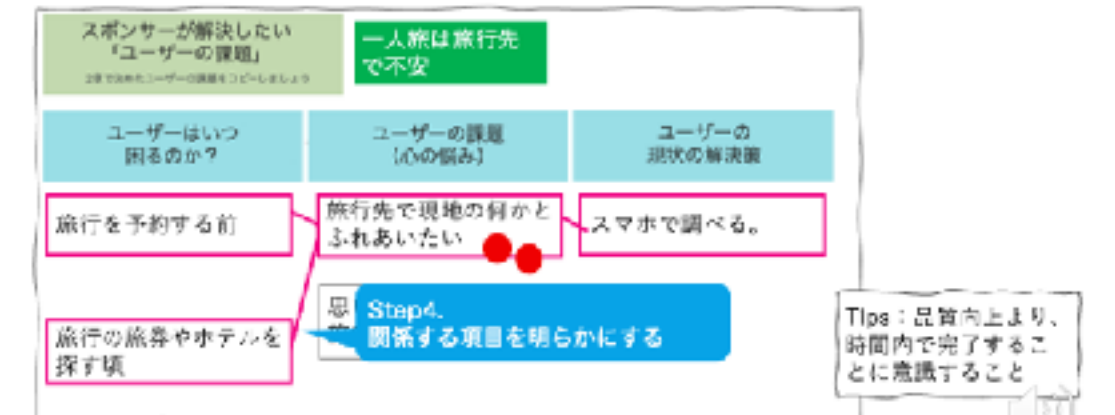 スポンサーが解決したい
「ユーザーの課題」
一人旅は旅行先
で不安
ユーザーはいつ
困るのか？
ユーザーの課題
(心の悩み)
ユーザーの
現状の解決策
旅行を予約する前
旅行先で現地の何かと
ふれあいたい
スマホで調べる。
旅行の旅券やホテルを
探す頃
思
Step4.
関係する項目を明らかにする
Tips：品質向上より、
時間内で完了するこ
とに意識すること